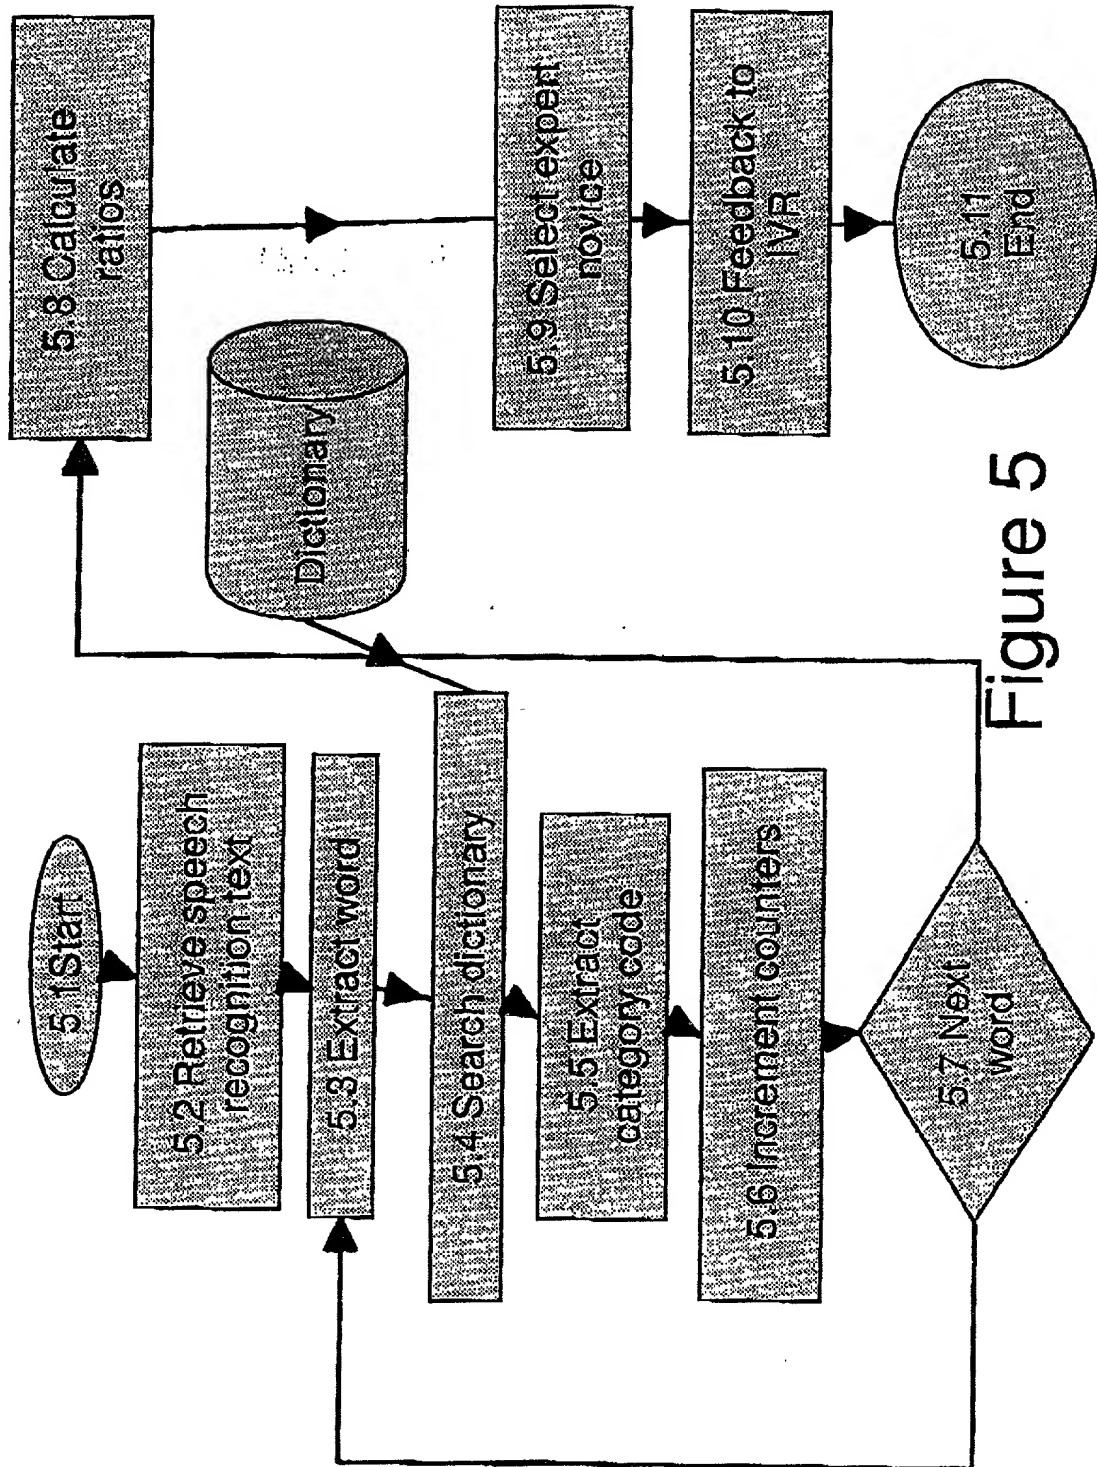 5.1 Start
5.2 Retrieve speech
recognition text
5.3 Extract word
5.4 Search dictionary
5.5 Extract
category code
5.6 Increment counters
5.7 Next
word
Dictionary
5.8 Calculate
ratios
5.9 Select expert
novice
5.10 Feedback to
IVR
5.11
End
Figure 5